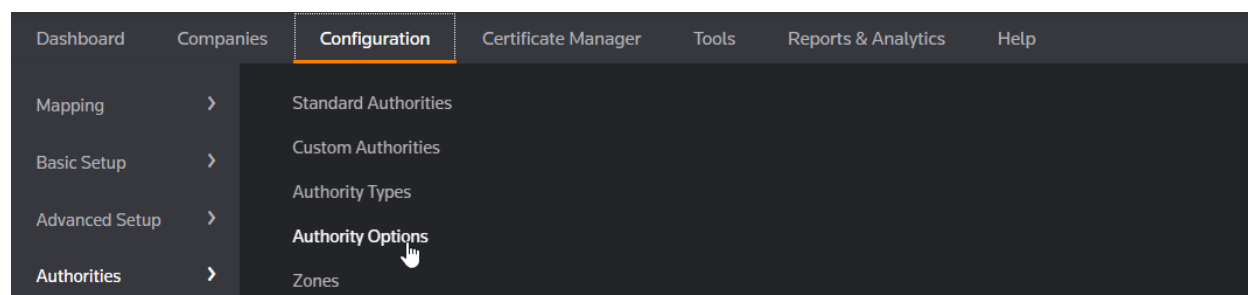 Dashboard Companies Configuration Certificate Manager Tools Reports & Analytics Help
Mapping
Basic Setup
Advanced Setup
Authorities
Standard Authorities
Custom Authorities
Authority Types
Authority Options
Zones